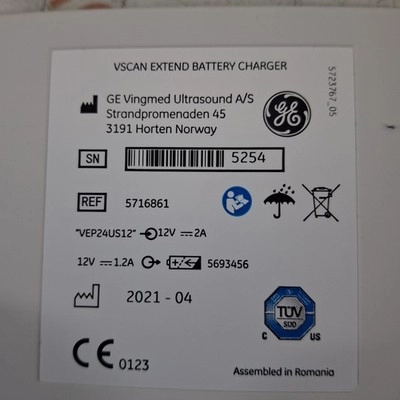 VSCAN EXTEND BATTERY CHARGER
GE Vingmed Ultrasound A/S
Strandpromenaden 45
3191 Horten Norway
GE
5723767_05
SN 5254
REF 5716861
"VEP24US12" 12V ⎓ 2A
12V ⎓ 1.2A 5693456
2021 - 04
TÜV
SÜD
C US
CE 0123
Assembled in Romania